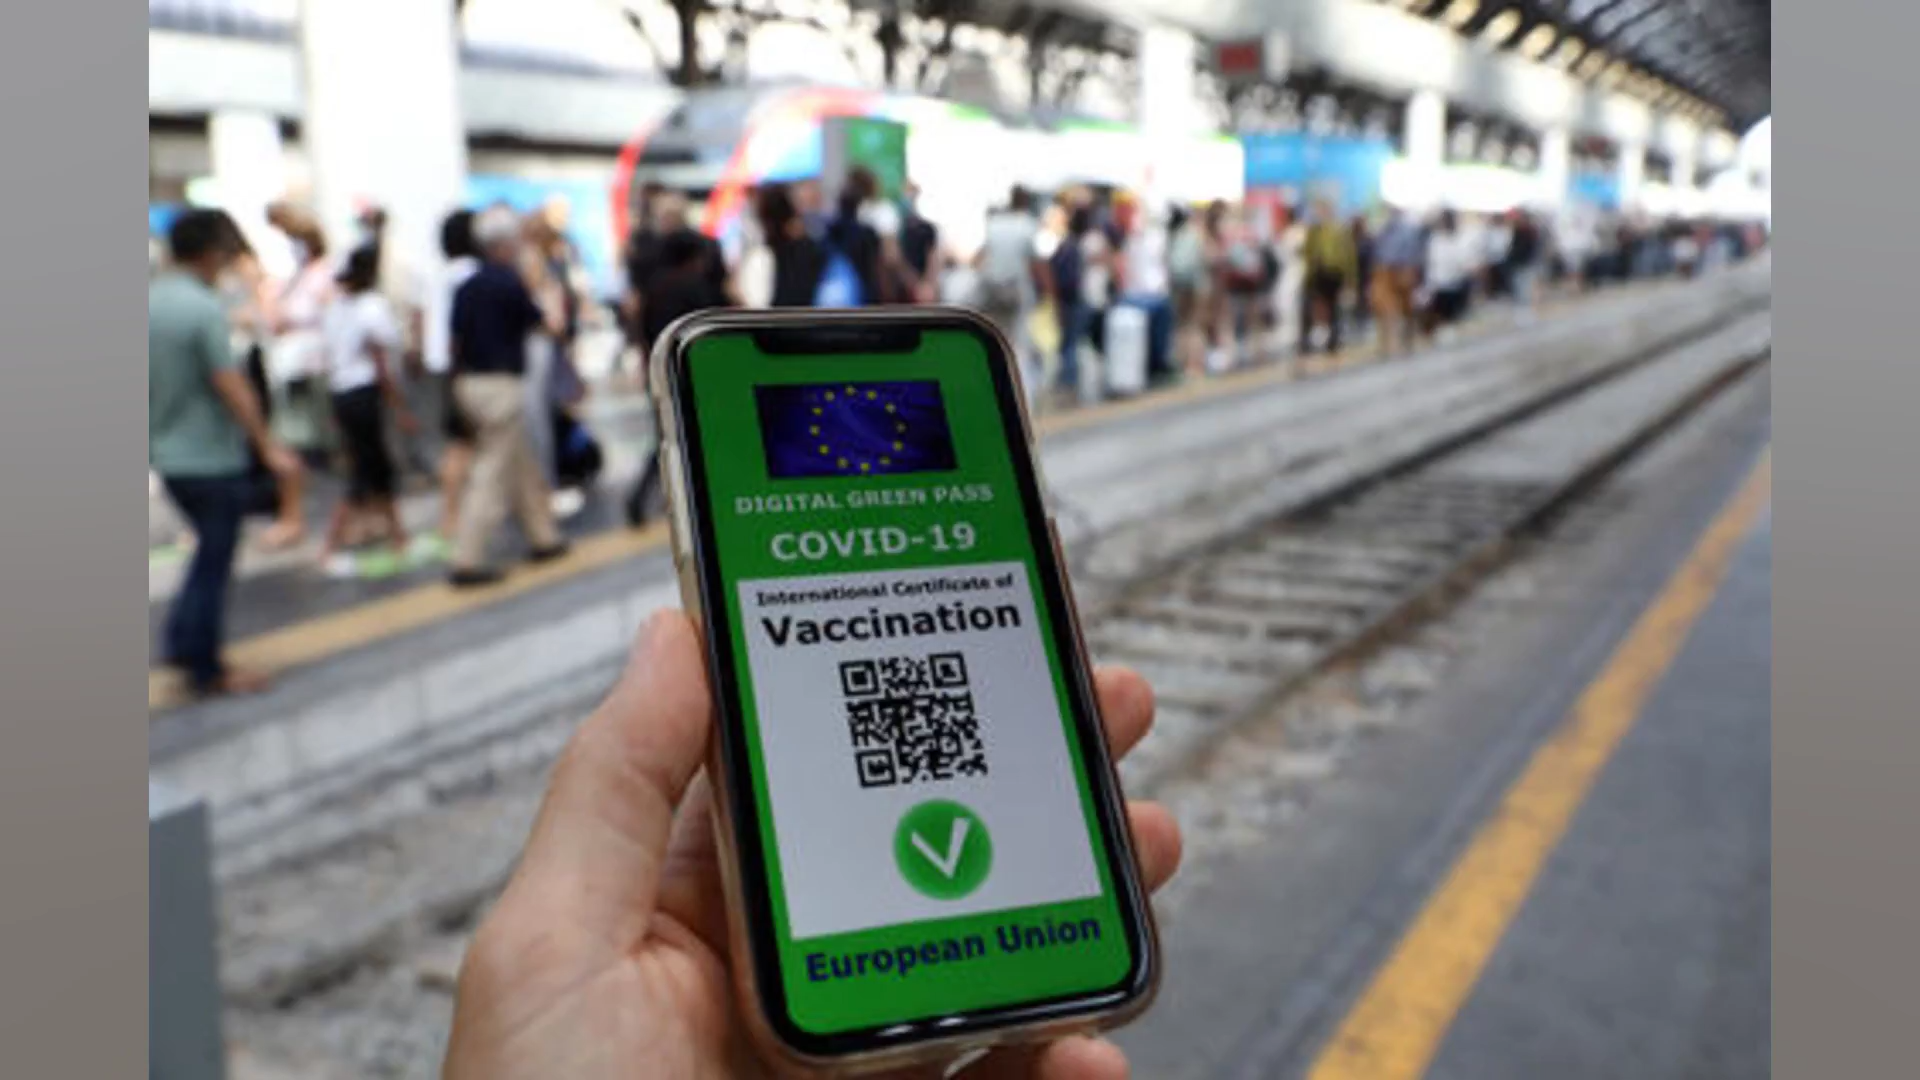 DIGITAL GREEN PASS
COVID-19
International Certificate of
Vaccination
European Union